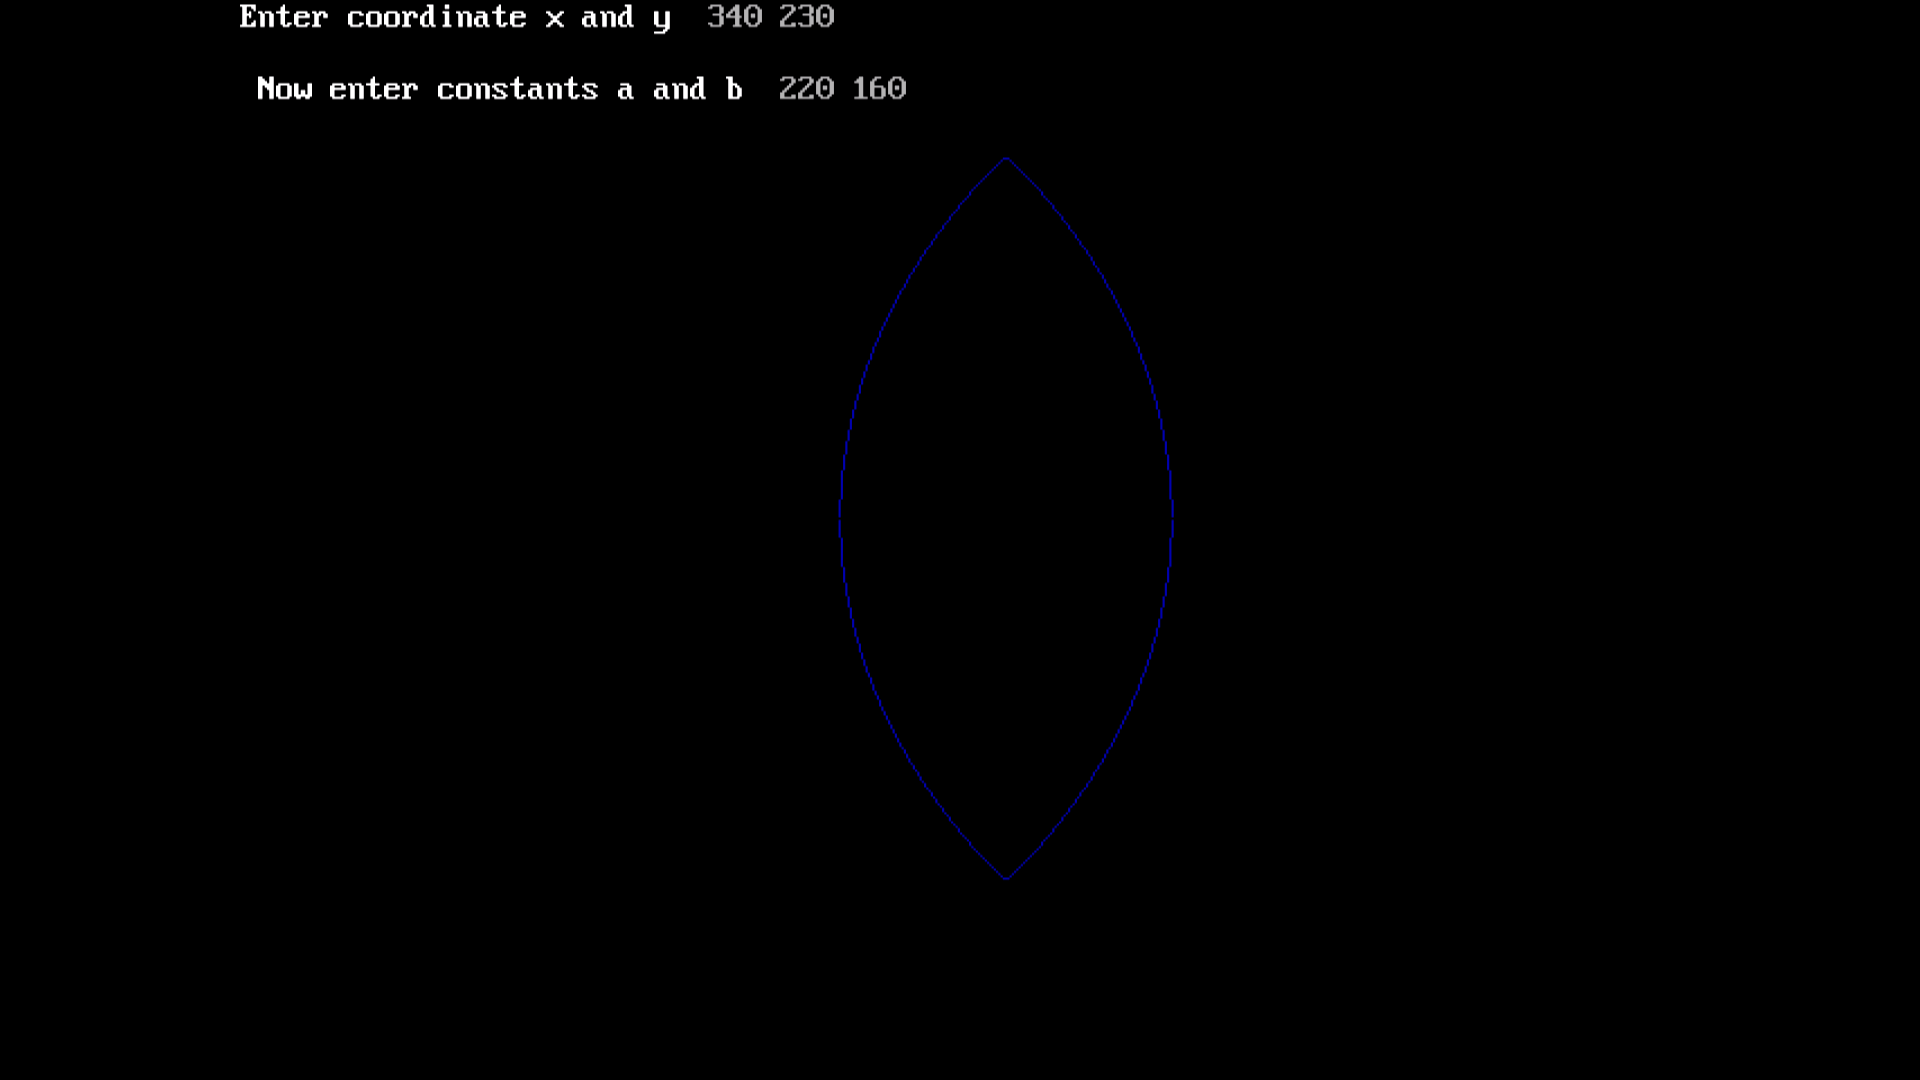 Enter coordinate x and y 340 230
Now enter constants a and b 220 160